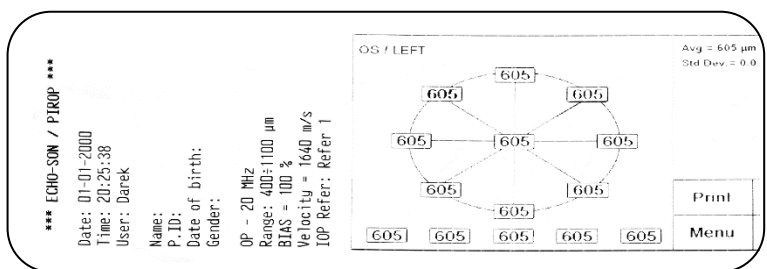 *** ECHO-SON / PIROP ***
Date: 01-01-2000
Time: 20:25:38
User: Darek
Name:
P.ID:
Date of birth:
Gender:
OP - 20 MHz
Range: 400÷1100 µm
BIAS = 100 %
Velocity = 1640 m/s
IOP Refer: Refer 1
OS / LEFT
Avg = 605 µm
Std Dev. = 0.0
605
605 605
605 605 605
605 605
605
605 605 605 605 605
Print
Menu